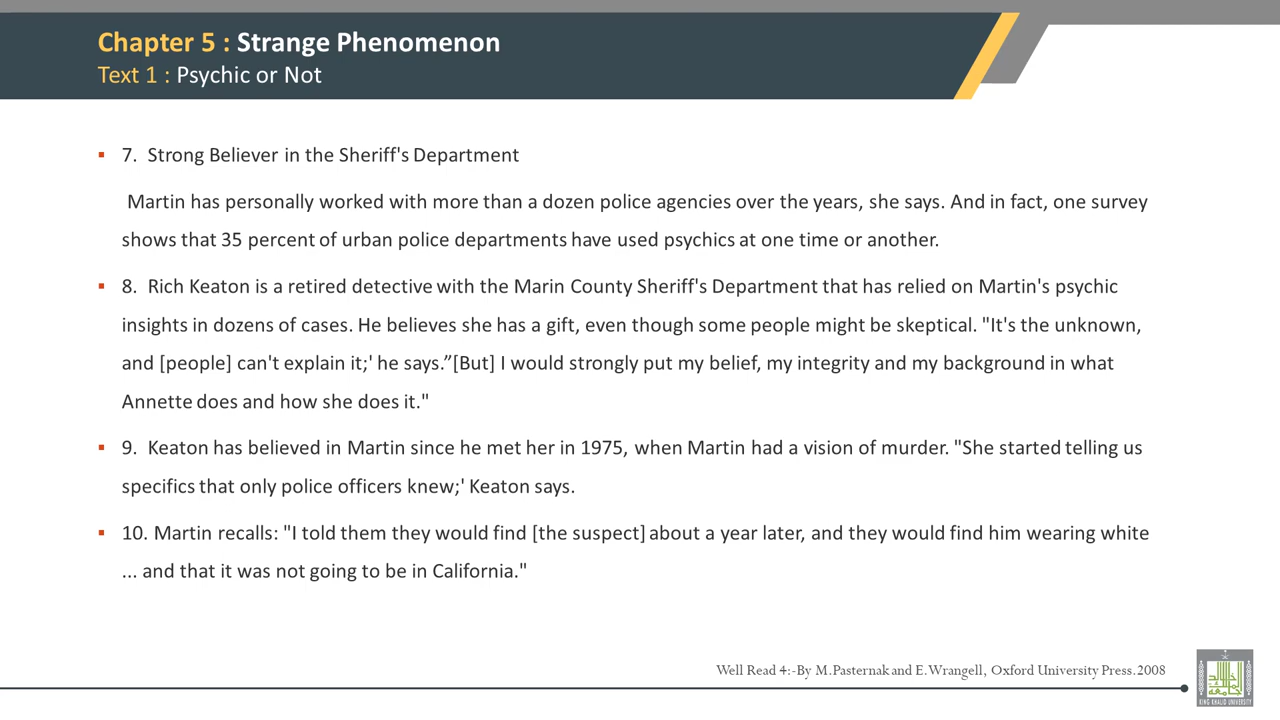 Chapter 5 : Strange Phenomenon
Text 1 : Psychic or Not
▪ 7. Strong Believer in the Sheriff's Department
Martin has personally worked with more than a dozen police agencies over the years, she says. And in fact, one survey
shows that 35 percent of urban police departments have used psychics at one time or another.
▪ 8. Rich Keaton is a retired detective with the Marin County Sheriff's Department that has relied on Martin's psychic
insights in dozens of cases. He believes she has a gift, even though some people might be skeptical. "It's the unknown,
and [people] can't explain it;' he says.”[But] I would strongly put my belief, my integrity and my background in what
Annette does and how she does it."
▪ 9. Keaton has believed in Martin since he met her in 1975, when Martin had a vision of murder. "She started telling us
specifics that only police officers knew;' Keaton says.
▪ 10. Martin recalls: "I told them they would find [the suspect] about a year later, and they would find him wearing white
... and that it was not going to be in California."
Well Read 4:-By M.Pasternak and E.Wrangell, Oxford University Press.2008
KING KHALID UNIVERSITY